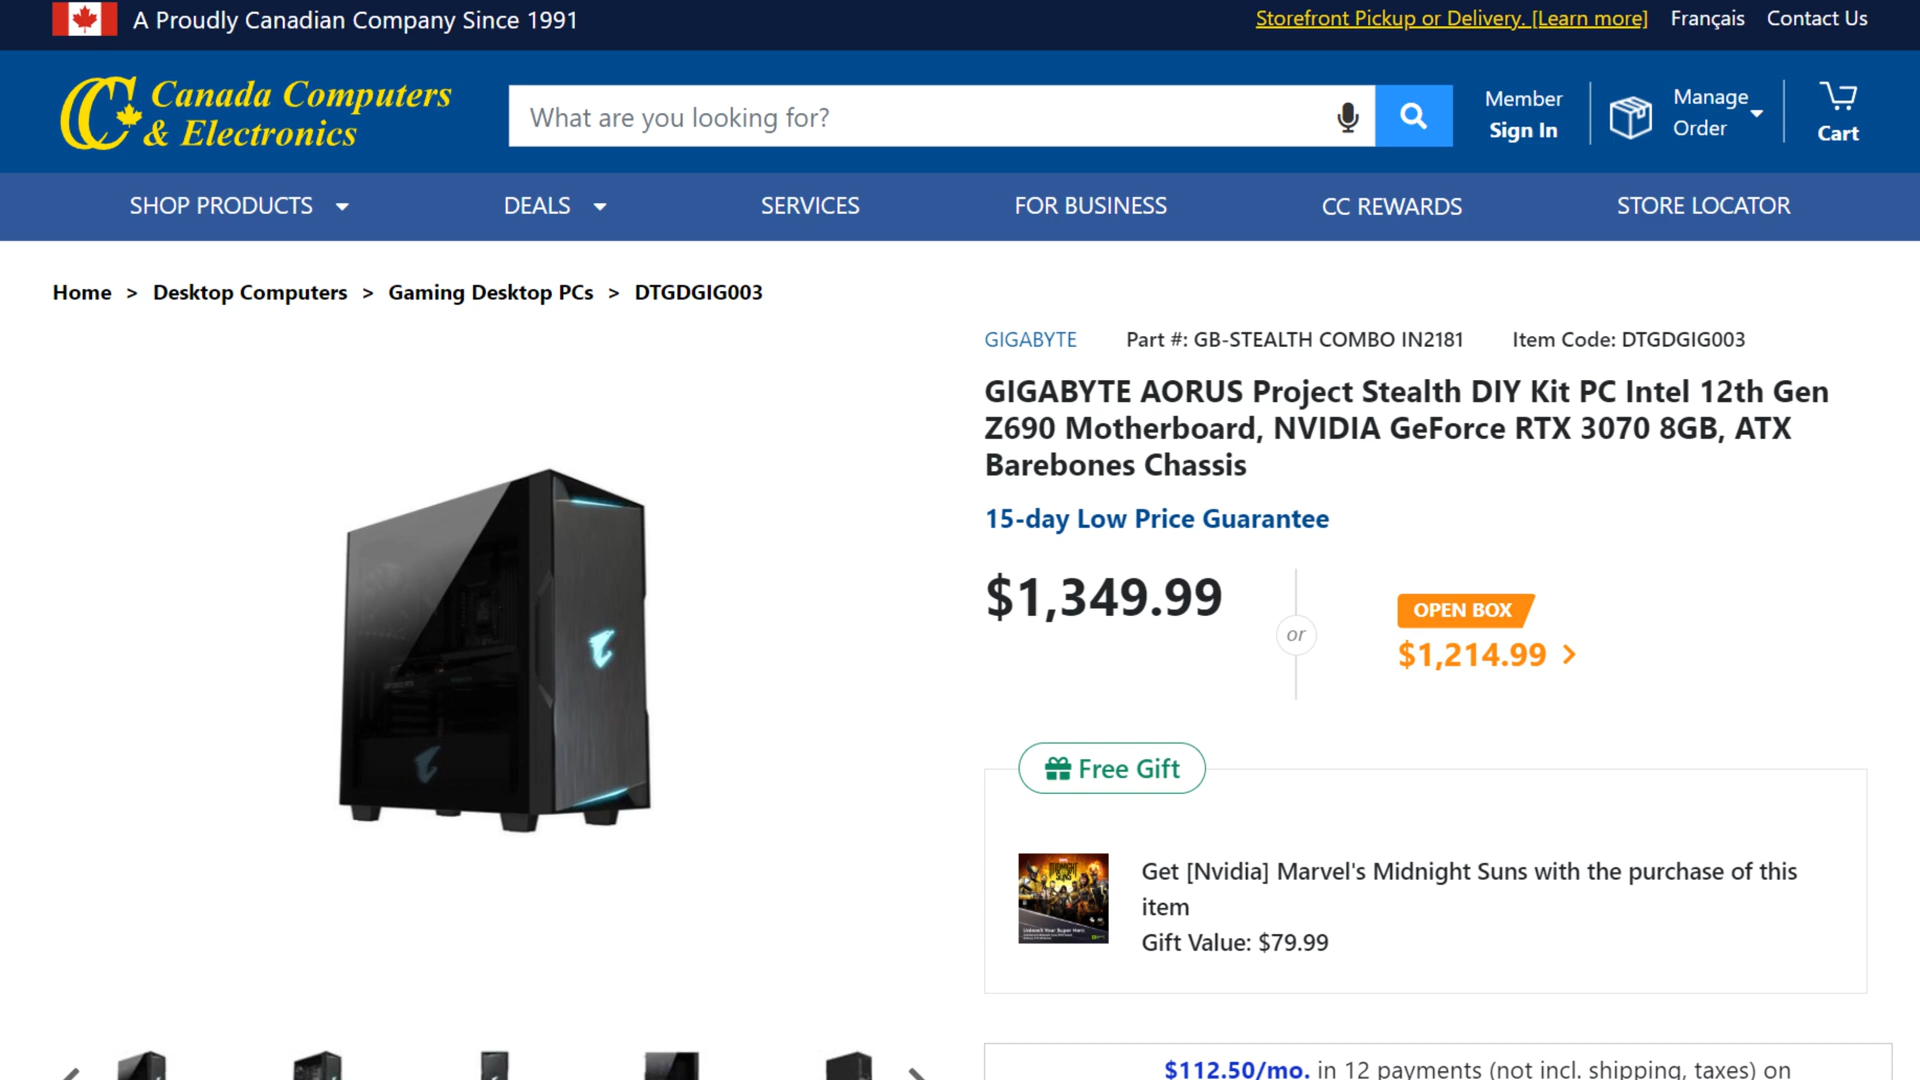 A Proudly Canadian Company Since 1991
Storefront Pickup or Delivery. [Learn more]
Français
Contact Us
Canada Computers
& Electronics
What are you looking for?
Member
Sign In
Manage
Order
Cart
SHOP PRODUCTS
DEALS
SERVICES
FOR BUSINESS
CC REWARDS
STORE LOCATOR
Home > Desktop Computers > Gaming Desktop PCs > DTGDGIG003
GIGABYTE
Part #: GB-STEALTH COMBO IN2181
Item Code: DTGDGIG003
GIGABYTE AORUS Project Stealth DIY Kit PC Intel 12th Gen
Z690 Motherboard, NVIDIA GeForce RTX 3070 8GB, ATX
Barebones Chassis
15-day Low Price Guarantee
$1,349.99
or
OPEN BOX
$1,214.99 >
Free Gift
MIDNIGHT
SUNS
Get [Nvidia] Marvel's Midnight Suns with the purchase of this
item
Gift Value: $79.99
$112.50/mo. in 12 payments (not incl. shipping, taxes) on